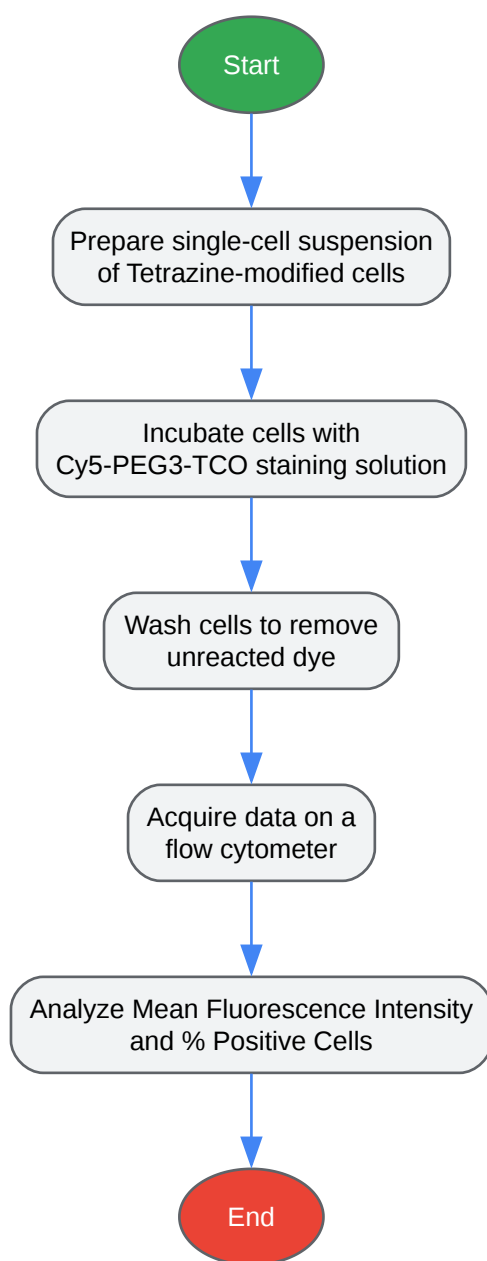 Start
Prepare single-cell suspension
of Tetrazine-modified cells
Incubate cells with
Cy5-PEG3-TCO staining solution
Wash cells to remove
unreacted dye
Acquire data on a
flow cytometer
Analyze Mean Fluorescence Intensity
and % Positive Cells
End